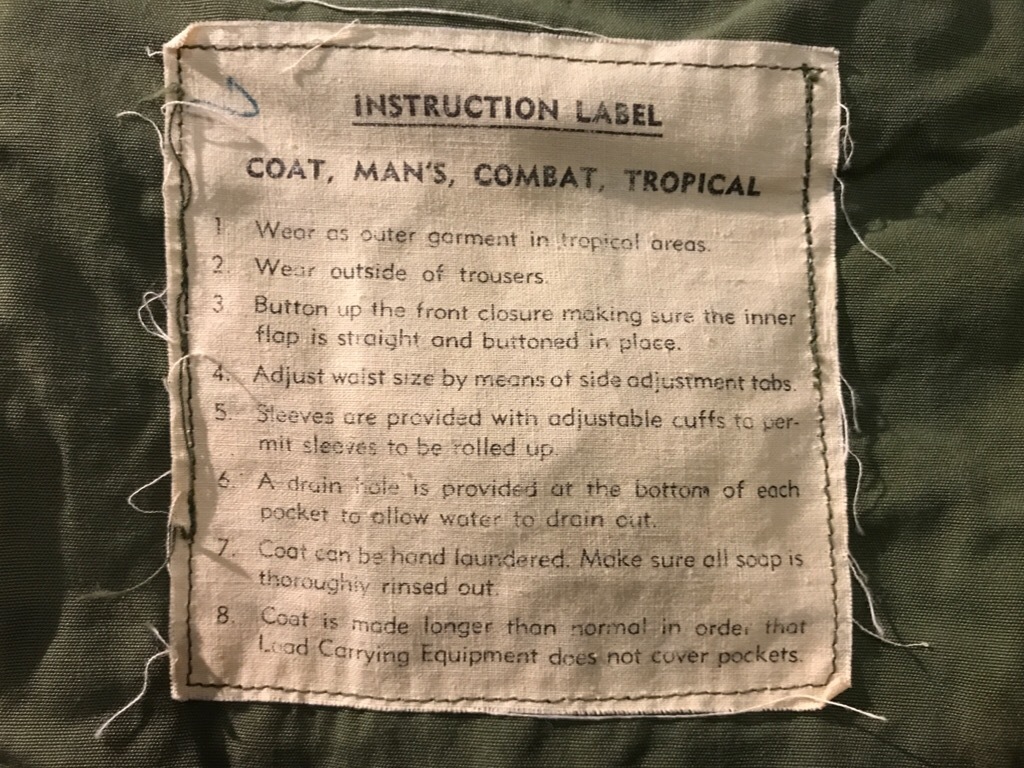 INSTRUCTION LABEL
COAT, MAN'S, COMBAT, TROPICAL
1. Wear as outer garment in tropical areas.
2. Wear outside of trousers.
3 Button up the front closure making sure the inner
flap is straight and buttoned in place.
4. Adjust waist size by means of side adjustment tabs.
5. Sleeves are provided with adjustable cuffs to per-
mit sleeves to be rolled up.
6. A drain hole is provided at the bottom of each
pocket to allow water to drain out.
7. Coat can be hand laundered. Make sure all soap is
thoroughly rinsed out.
8. Coat is made longer than normal in order that
Load Carrying Equipment does not cover pockets.